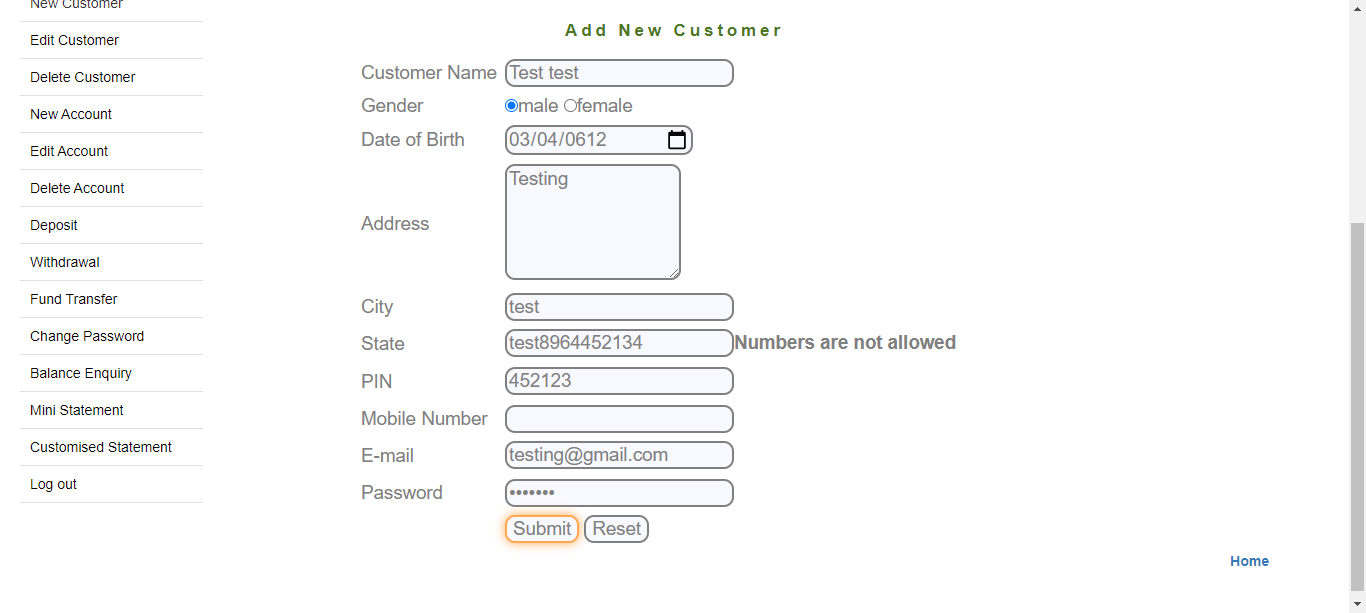 New Customer
Edit Customer
Delete Customer
New Account
Edit Account
Delete Account
Deposit
Withdrawal
Fund Transfer
Change Password
Balance Enquiry
Mini Statement
Customised Statement
Log out
Add New Customer
Customer Name Test test
Gender male female
Date of Birth 03/04/0612
Address Testing
City test
State test8964452134 Numbers are not allowed
PIN 452123
Mobile Number
E-mail testing@gmail.com
Password •••••••
Submit Reset
Home